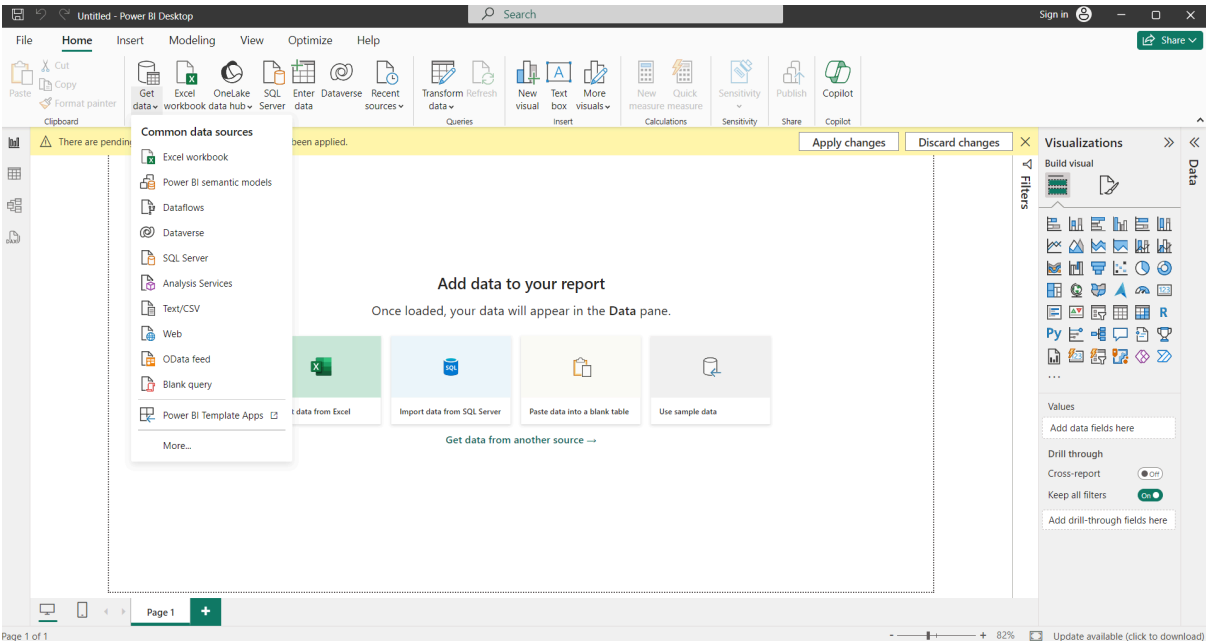 Untitled - Power BI Desktop
Search
Sign in
File Home Insert Modeling View Optimize Help
Share
Paste
Cut
Copy
Format painter
Clipboard
Get data
Excel workbook
OneLake data hub
SQL Server
Enter data
Dataverse
Recent sources
Transform data
Refresh
Queries
New visual
Text box
More visuals
Insert
New measure
Quick measure
Calculations
Sensitivity
Sensitivity
Publish
Share
Copilot
Copilot
There are pendin
been applied.
Apply changes
Discard changes
Common data sources
Excel workbook
Power BI semantic models
Dataflows
Dataverse
SQL Server
Analysis Services
Text/CSV
Web
OData feed
Blank query
Power BI Template Apps
More...
Add data to your report
Once loaded, your data will appear in the Data pane.
SQL
t data from Excel
Import data from SQL Server
Paste data into a blank table
Use sample data
Get data from another source →
Filters
Visualizations
Build visual
123
R
Py
...
Values
Add data fields here
Drill through
Cross-report
Off
Keep all filters
On
Add drill-through fields here
Data
DAX
Page 1
+
Page 1 of 1
- + 82%
Update available (click to download)